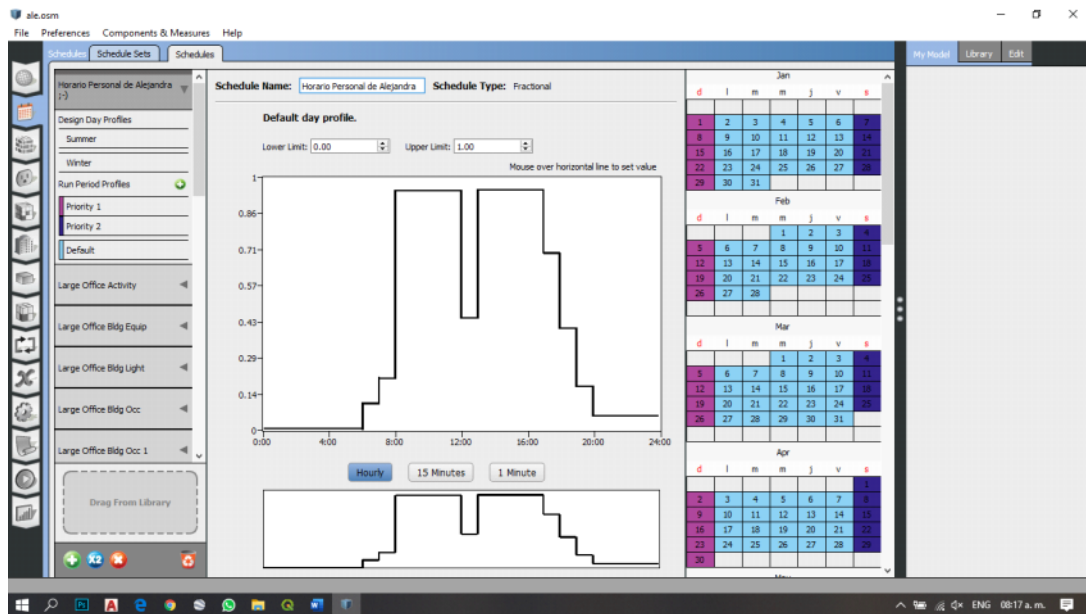 ale.osm
File Preferences Components & Measures Help
Schedules Schedule Sets Schedules
My Model Library Edit
Horario Personal de Alejandra
;-)
Design Day Profiles
Summer
Winter
Run Period Profiles
Priority 1
Priority 2
Default
Large Office Activity
Large Office Bldg Equip
Large Office Bldg Light
Large Office Bldg Occ
Large Office Bldg Occ 1
Drag From Library
X2
Schedule Name: Horario Personal de Alejandra Schedule Type: Fractional
Default day profile.
Lower Limit: 0.00 Upper Limit: 1.00
Mouse over horizontal line to set value
1
0.86
0.71
0.57
0.43
0.29
0.14
0
0:00 4:00 8:00 12:00 16:00 20:00 24:00
Hourly 15 Minutes 1 Minute
Jan
d l m m j v s
1 2 3 4 5 6 7
8 9 10 11 12 13 14
15 16 17 18 19 20 21
22 23 24 25 26 27 28
29 30 31
Feb
d l m m j v s
1 2 3 4
5 6 7 8 9 10 11
12 13 14 15 16 17 18
19 20 21 22 23 24 25
26 27 28
Mar
d l m m j v s
1 2 3 4
5 6 7 8 9 10 11
12 13 14 15 16 17 18
19 20 21 22 23 24 25
26 27 28 29 30 31
Apr
d l m m j v s
1
2 3 4 5 6 7 8
9 10 11 12 13 14 15
16 17 18 19 20 21 22
23 24 25 26 27 28 29
30
ENG 08:17 a. m.